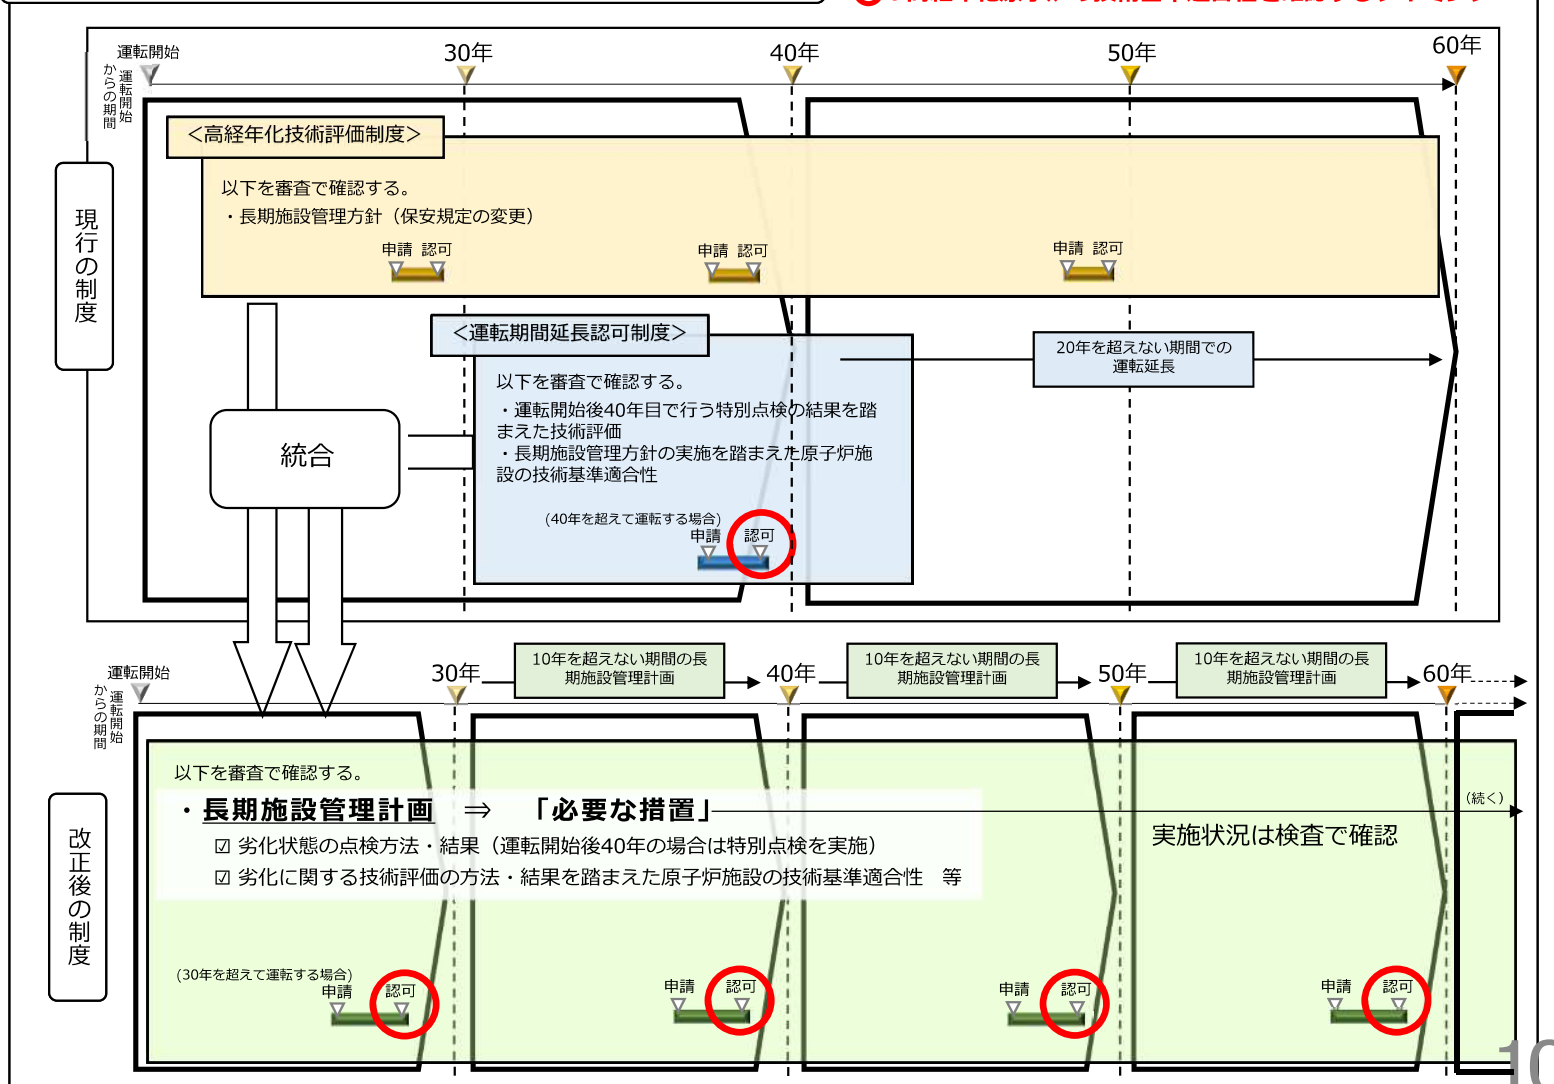 運転開始
運転開始
からの期間
30年
40年
50年
60年
現行の制度
＜高経年化技術評価制度＞
以下を審査で確認する。
・長期施設管理方針（保安規定の変更）
申請 認可
申請 認可
申請 認可
＜運転期間延長認可制度＞
以下を審査で確認する。
・運転開始後40年目で行う特別点検の結果を踏
まえた技術評価
・長期施設管理方針の実施を踏まえた原子炉施
設の技術基準適合性
(40年を超えて運転する場合)
申請 認可
20年を超えない期間での
運転延長
統合
運転開始
運転開始
からの期間
30年
10年を超えない期間の長
期施設管理計画
40年
10年を超えない期間の長
期施設管理計画
50年
10年を超えない期間の長
期施設管理計画
60年
改正後の制度
以下を審査で確認する。
・長期施設管理計画 ⇒ 「必要な措置」
(続く)
☑ 劣化状態の点検方法・結果（運転開始後40年の場合は特別点検を実施）
☑ 劣化に関する技術評価の方法・結果を踏まえた原子炉施設の技術基準適合性 等
実施状況は検査で確認
(30年を超えて運転する場合)
申請 認可
申請 認可
申請 認可
申請 認可